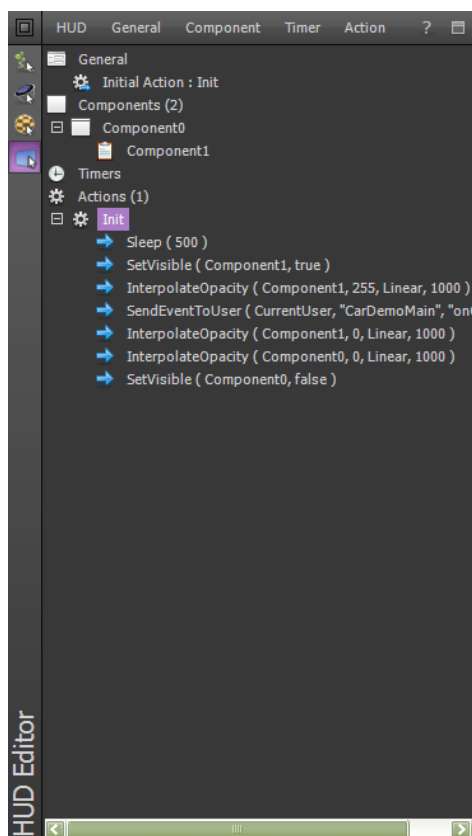 HUD General Component Timer Action ?
General
Initial Action : Init
Components (2)
Component0
Component1
Timers
Actions (1)
Init
Sleep ( 500 )
SetVisible ( Component1, true )
InterpolateOpacity ( Component1, 255, Linear, 1000 )
SendEventToUser ( CurrentUser, "CarDemoMain", "on
InterpolateOpacity ( Component1, 0, Linear, 1000 )
InterpolateOpacity ( Component0, 0, Linear, 1000 )
SetVisible ( Component0, false )
HUD Editor